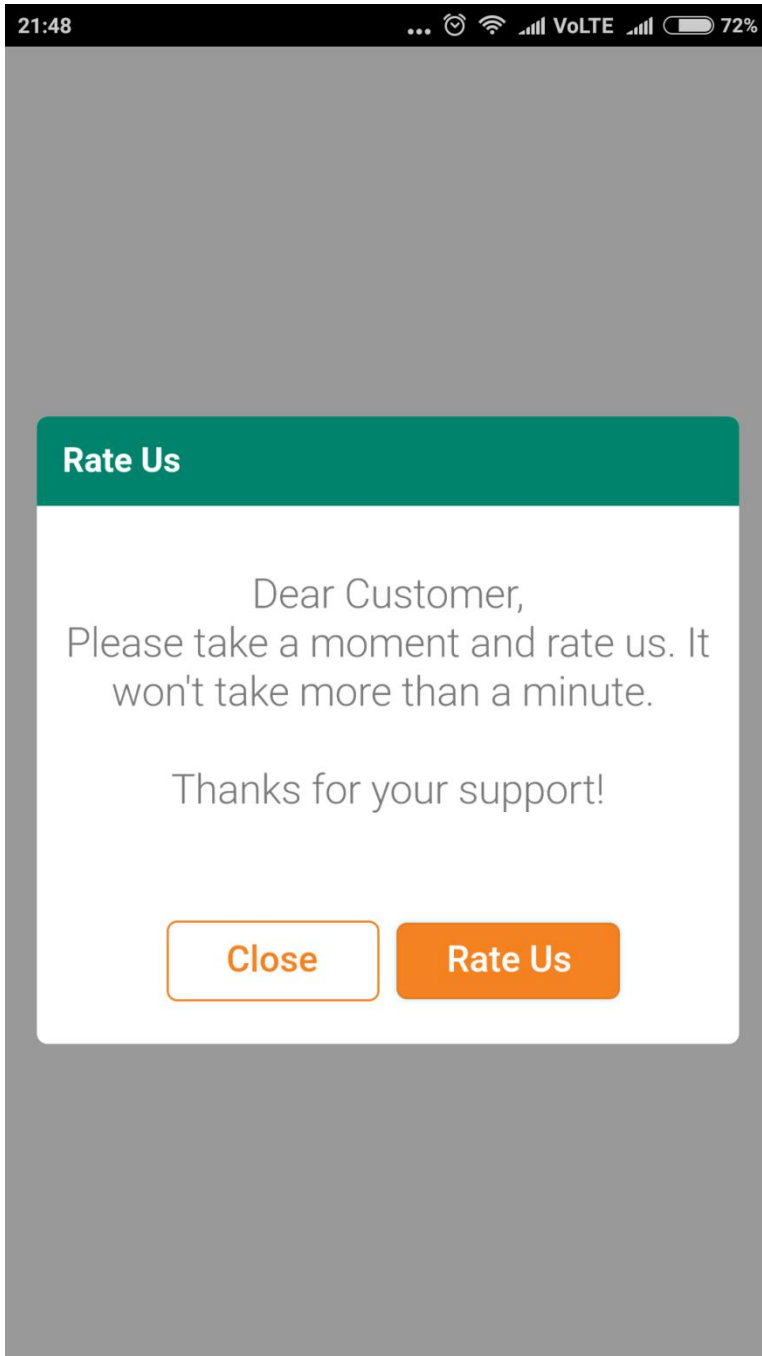 21:48 ... VoLTE 72%
Rate Us
Dear Customer,
Please take a moment and rate us. It
won't take more than a minute.
Thanks for your support!
Close Rate Us